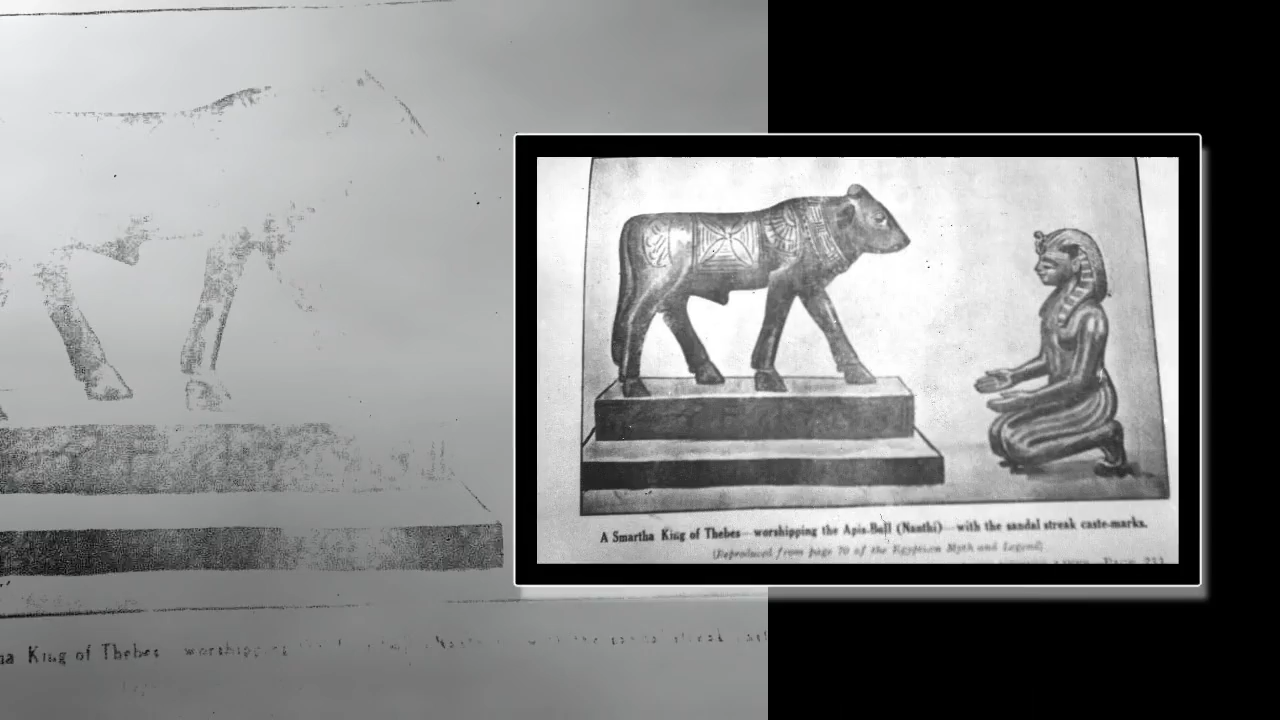 A Smartha King of Thebes worshipping the Apis-Bull (Nanthi) with the sandal streak caste-marks.
(Reproduced from page 70 of the Egyptian Myth and Legend)
King of Thebes worshipping